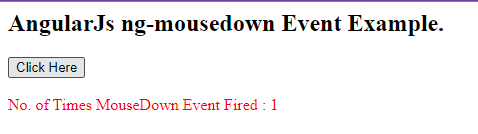 AngularJs ng-mousedown Event Example.
Click Here
No. of Times MouseDown Event Fired : 1